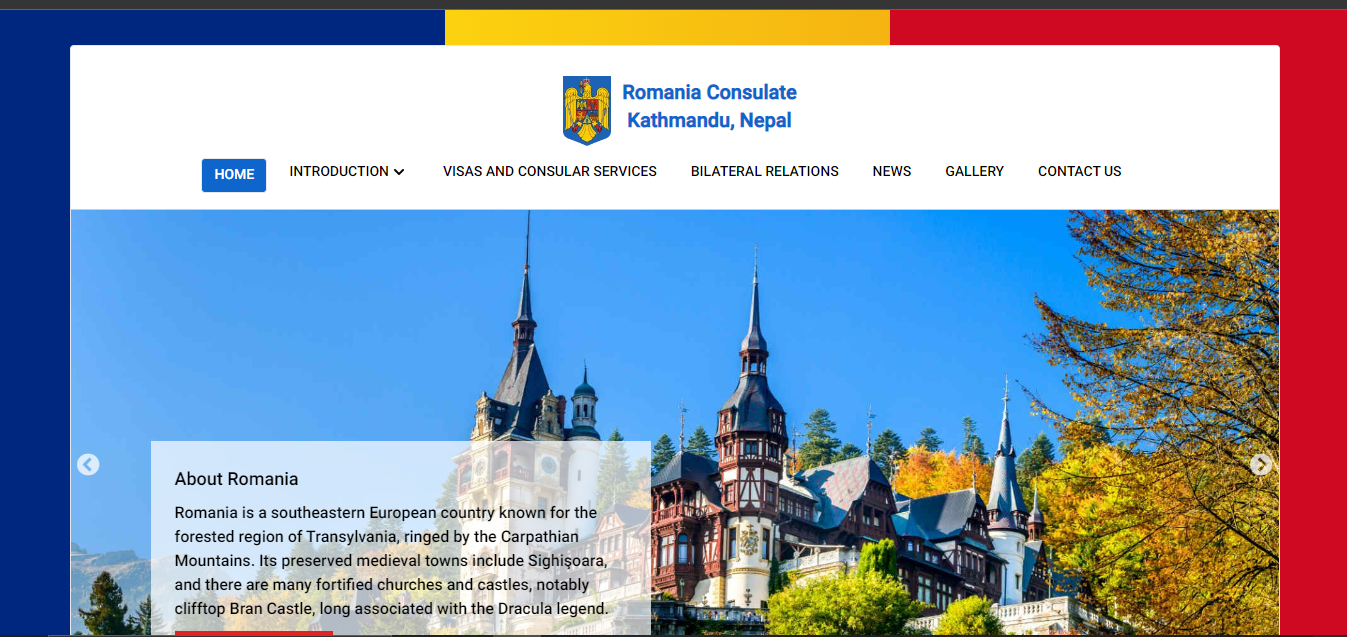 Romania Consulate
Kathmandu, Nepal
HOME
INTRODUCTION
VISAS AND CONSULAR SERVICES
BILATERAL RELATIONS
NEWS
GALLERY
CONTACT US
About Romania
Romania is a southeastern European country known for the
forested region of Transylvania, ringed by the Carpathian
Mountains. Its preserved medieval towns include Sighişoara,
and there are many fortified churches and castles, notably
clifftop Bran Castle, long associated with the Dracula legend.